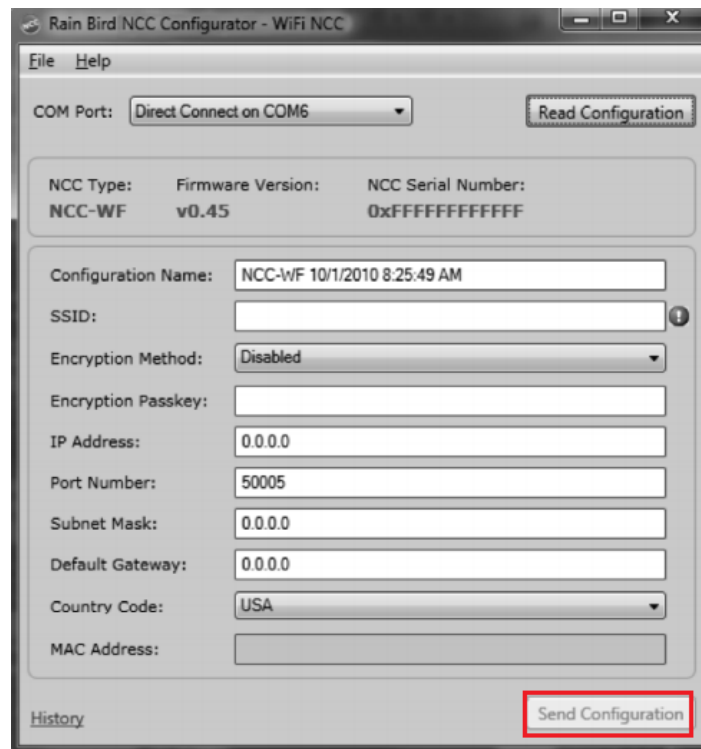 Rain Bird NCC Configurator - WiFi NCC
File Help
COM Port: Direct Connect on COM6 Read Configuration
NCC Type: Firmware Version: NCC Serial Number:
NCC-WF v0.45 0xFFFFFFFFFFFF
Configuration Name: NCC-WF 10/1/2010 8:25:49 AM
SSID:
Encryption Method: Disabled
Encryption Passkey:
IP Address: 0.0.0.0
Port Number: 50005
Subnet Mask: 0.0.0.0
Default Gateway: 0.0.0.0
Country Code: USA
MAC Address:
History Send Configuration